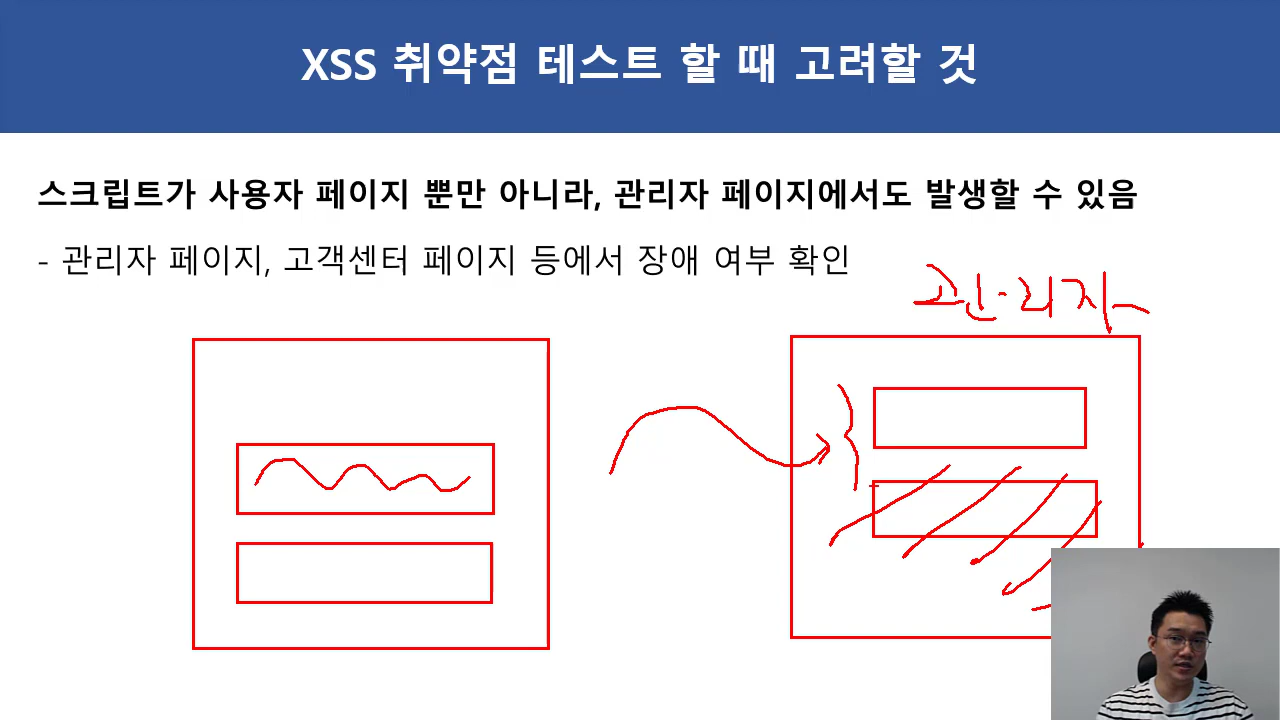 XSS 취약점 테스트 할 때 고려할 것
스크립트가 사용자 페이지 뿐만 아니라, 관리자 페이지에서도 발생할 수 있음
- 관리자 페이지, 고객센터 페이지 등에서 장애 여부 확인
관리자